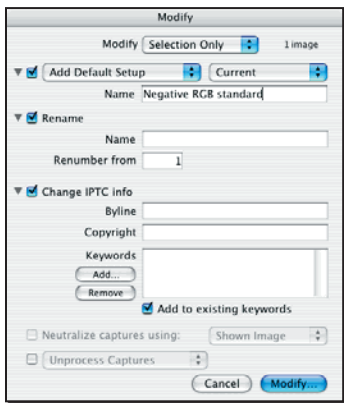 Modify
Modify Selection Only 1 image
Add Default Setup Current
Name Negative RGB standard
Rename
Name
Renumber from 1
Change IPTC info
Byline
Copyright
Keywords
Add...
Remove
Add to existing keywords
Neutralize captures using: Shown Image
Unprocess Captures
Cancel Modify...